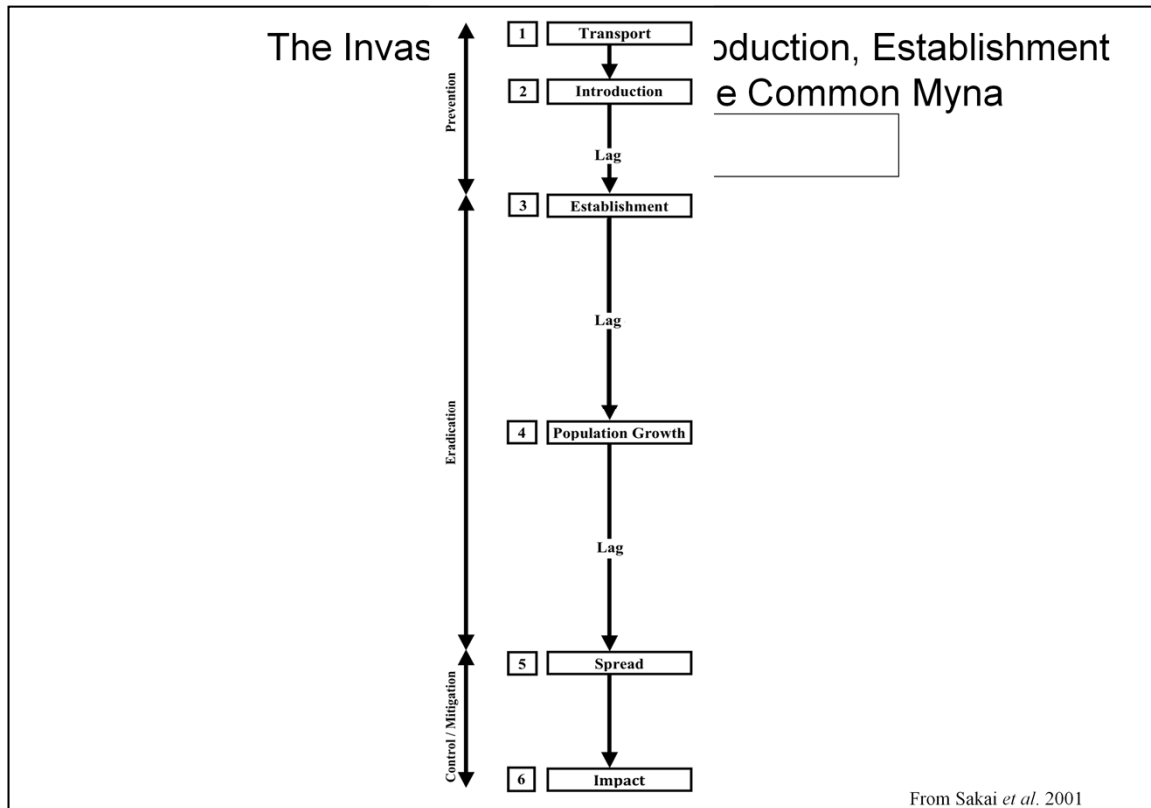 The Invas
oduction, Establishment
e Common Myna
1 Transport
2 Introduction
Lag
3 Establishment
Lag
4 Population Growth
Lag
5 Spread
6 Impact
Prevention
Eradication
Control / Mitigation
From Sakai et al. 2001